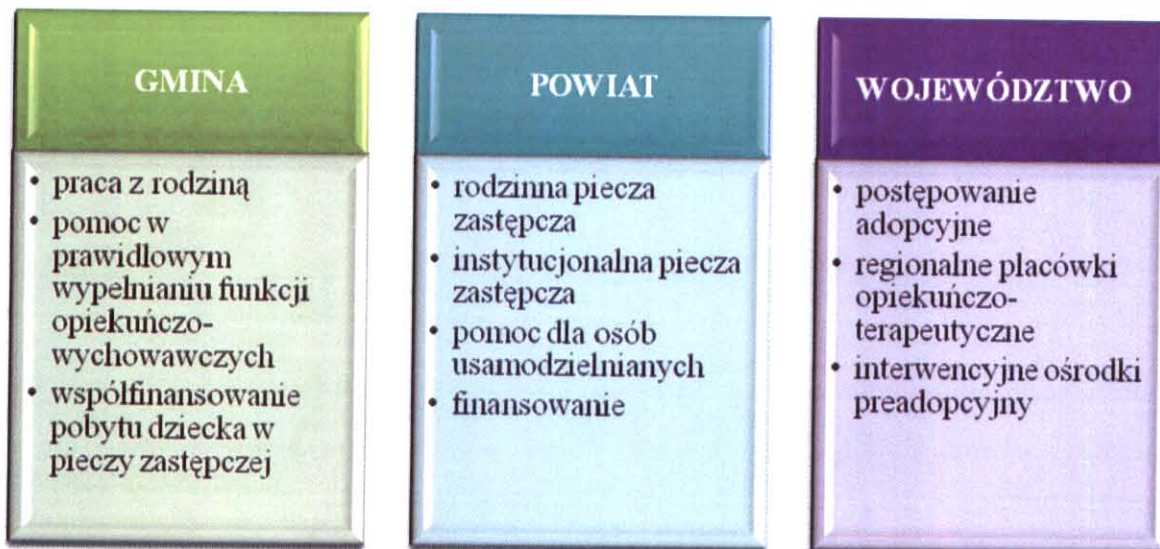 GMINA
• praca z rodziną
• pomoc w
prawidłowym
wypełnianiu funkcji
opiekuńczo-
wychowawczych
• współfinansowanie
pobytu dziecka w
pieczy zastępczej
POWIAT
• rodzinna piecza
zastępcza
• instytucjonalna piecza
zastępcza
• pomoc dla osób
usamodzielnianych
• finansowanie
WOJEWÓDZTWO
• postępowanie
adopcyjne
• regionalne placówki
opiekuńczo-
terapeutyczne
• interwencyjne ośrodki
preadopcyjny